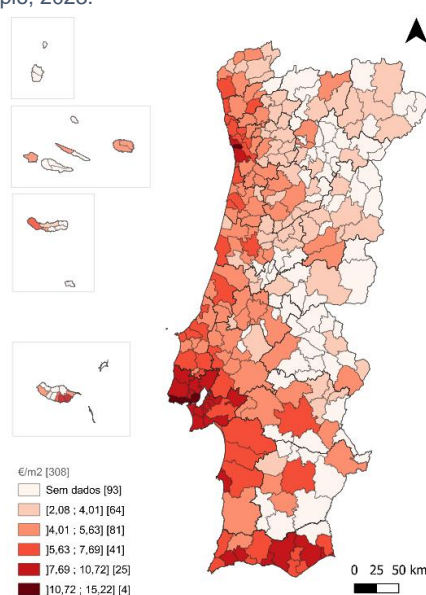 2023.
€/m2 [308]
Sem dados [93]
[2,08 ; 4,01] [64]
]4,01 ; 5,63] [81]
]5,63 ; 7,69] [41]
]7,69 ; 10,72] [25]
]10,72 ; 15,22] [4]
0 25 50 km